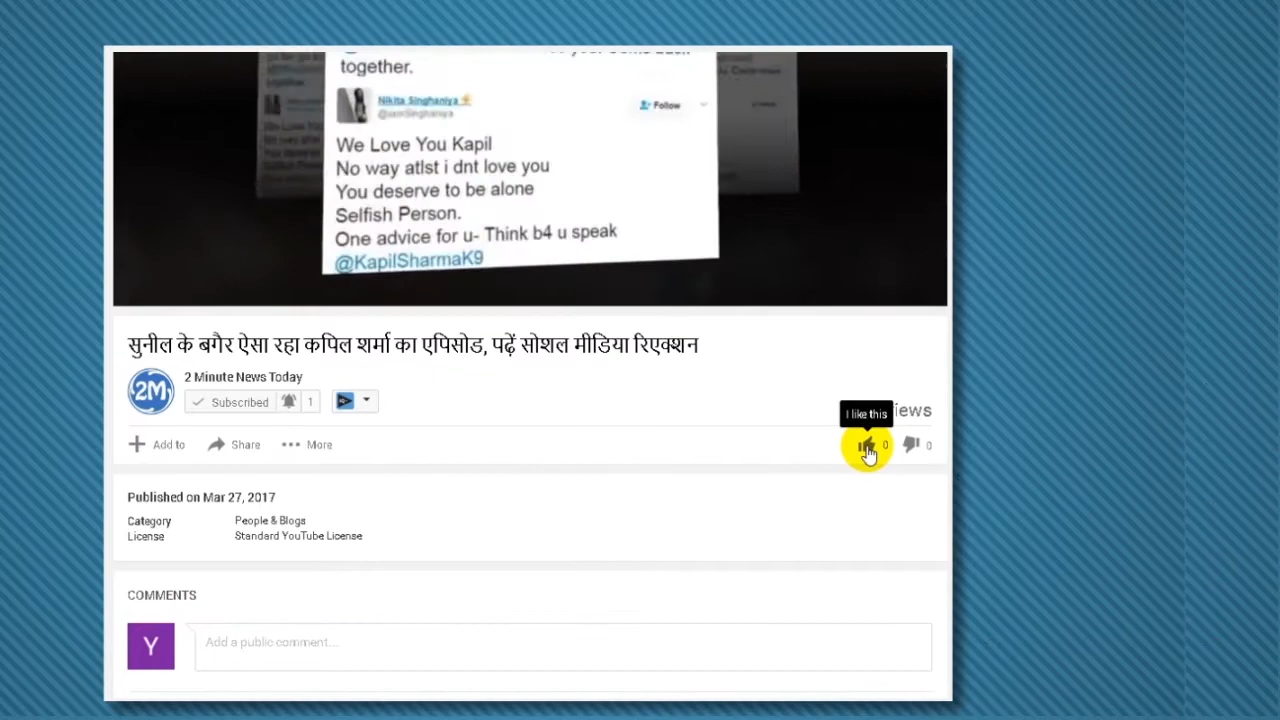 together.
Nikita Singhaniya
@iamSinghaniya
Follow
We Love You Kapil
No way atlst i dnt love you
You deserve to be alone
Selfish Person.
One advice for u- Think b4 u speak
@KapilSharmaK9
सुनील के बगैर ऐसा रहा कपिल शर्मा का एपिसोड, पढ़ें सोशल मीडिया रिएक्शन
2M
2 Minute News Today
Subscribed 1
I like this
Add to Share More 0 0
Published on Mar 27, 2017
Category People & Blogs
License Standard YouTube License
COMMENTS
Y Add a public comment...